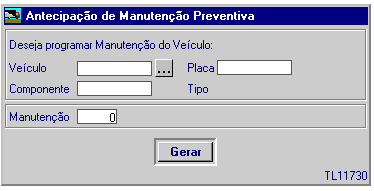 Antecipação de Manutenção Preventiva
Deseja programar Manutenção do Veículo:
Veículo ... Placa
Componente Tipo
Manutenção 0
Gerar
TL11730